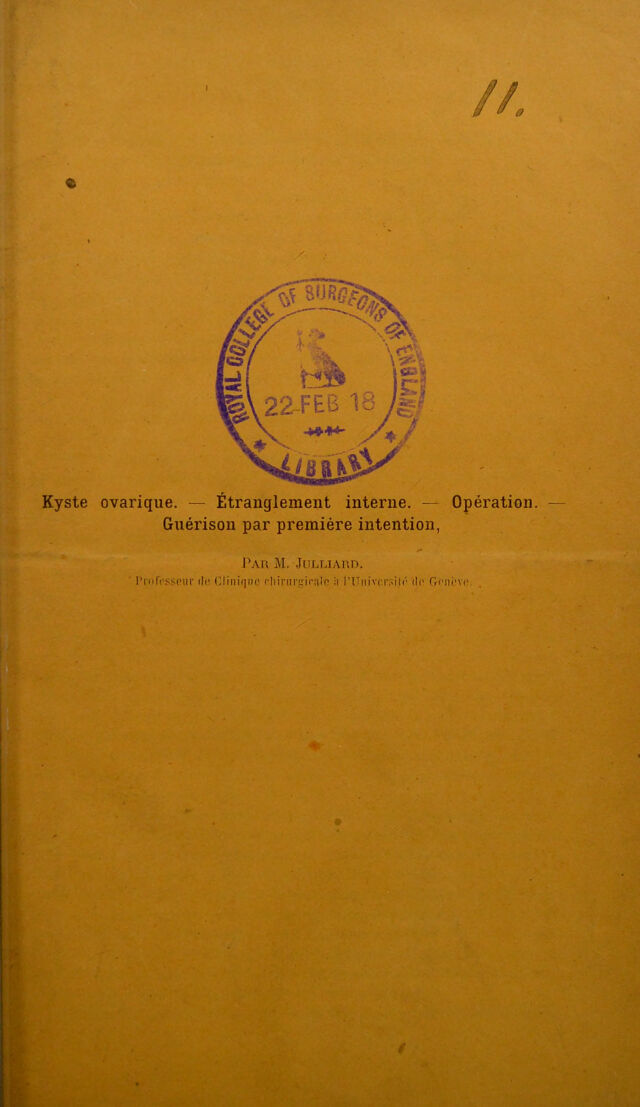 11.
ROYAL COLLEGE OF SURGEONS OF ENGLAND
22 FEB 18
LIBRARY
Kyste ovarique. — Étranglement interne. — Opération. —
Guérison par première intention,
PAR M. JULLIARD,
Professeur de Clinique chirurgicale à l'Université de Genève.